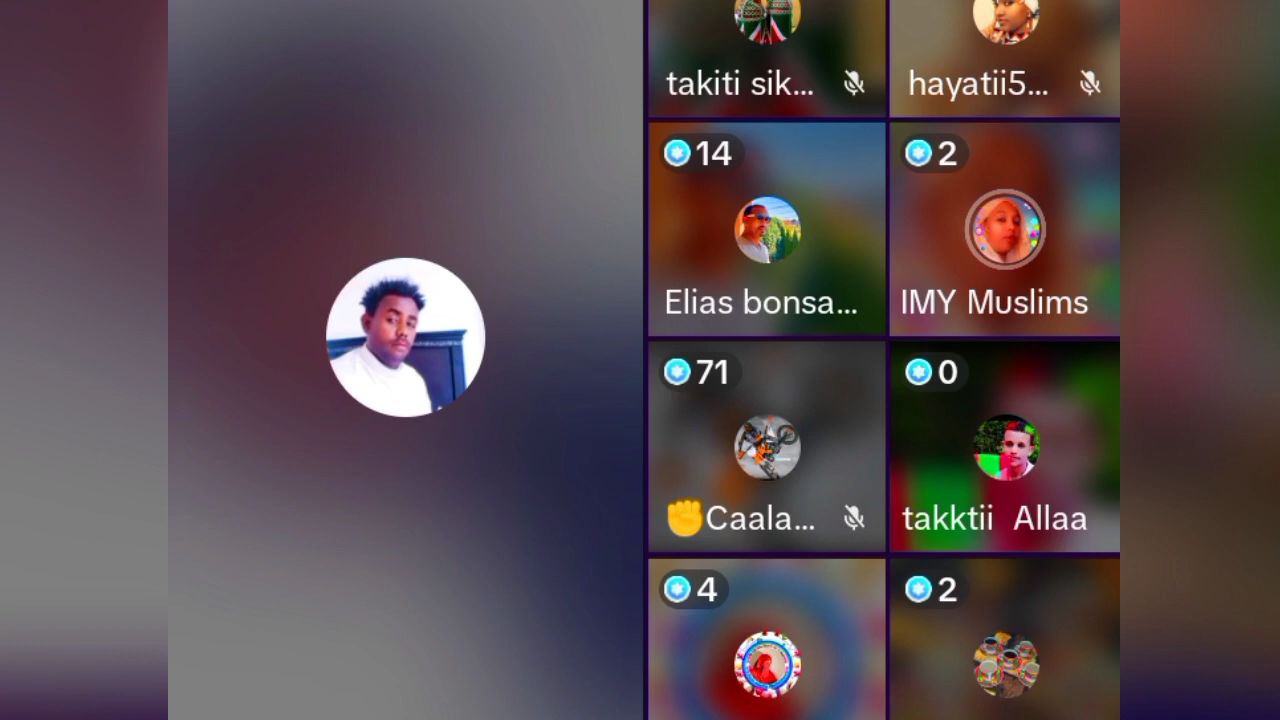 takiti sik...
hayatii5...
14
2
Elias bonsa...
IMY Muslims
71
0
✊Caala...
takktii Allaa
4
2